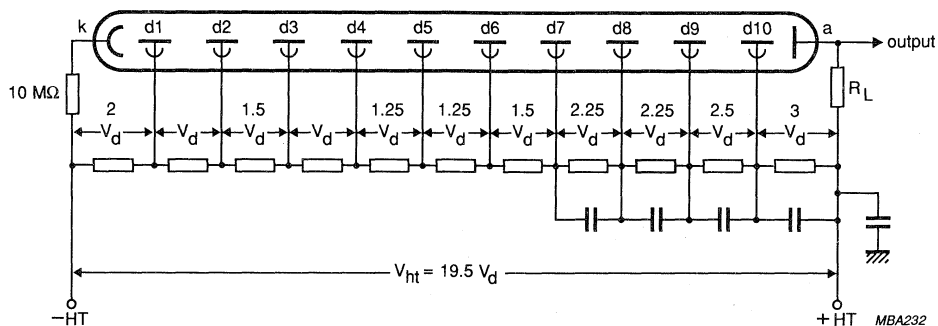 k d1 d2 d3 d4 d5 d6 d7 d8 d9 d10 a
output
10 MΩ
R_L
2 1.5 1.25 1.25 1.5 2.25 2.25 2.5 3
V_d V_d V_d V_d V_d V_d V_d V_d V_d V_d V_d
V_ht = 19.5 V_d
−HT + HT MBA232